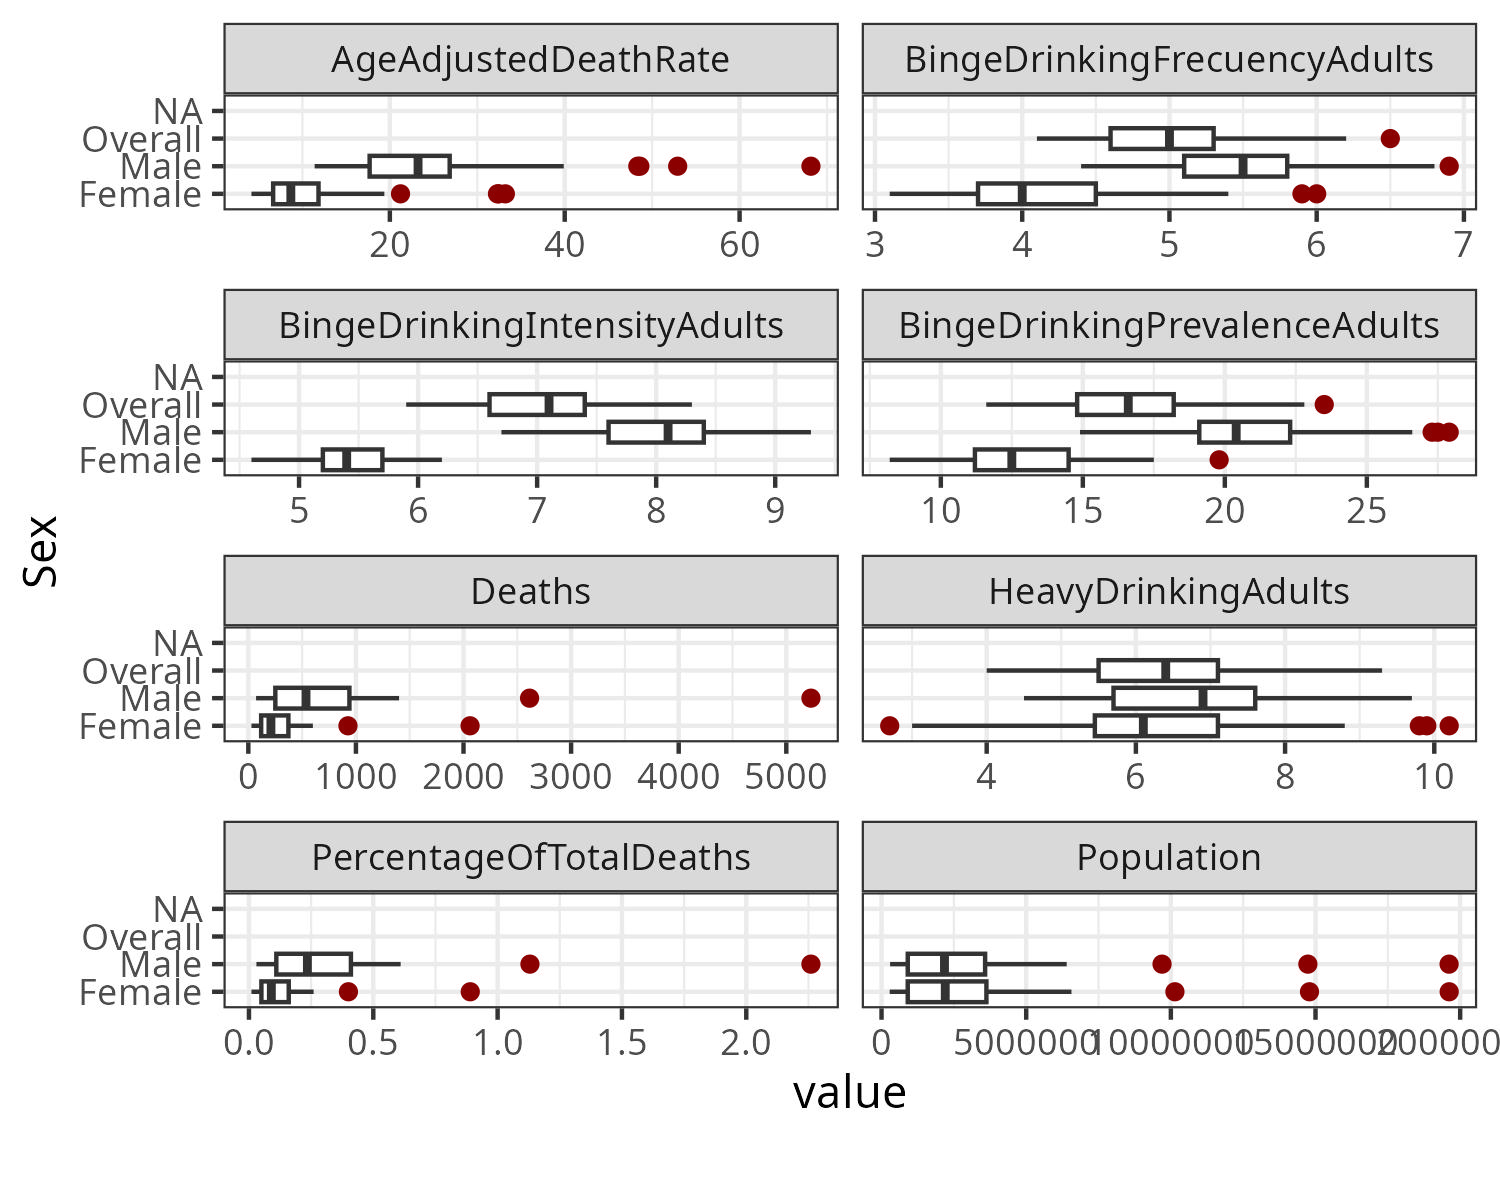 AgeAdjustedDeathRate
BingeDrinkingFrecuencyAdults
NA
Overall
Male
Female
20 40 60
3 4 5 6 7
BingeDrinkingIntensityAdults
BingeDrinkingPrevalenceAdults
NA
Overall
Male
Female
5 6 7 8 9
10 15 20 25
Sex
Deaths
HeavyDrinkingAdults
NA
Overall
Male
Female
0 1000 2000 3000 4000 5000
4 6 8 10
PercentageOfTotalDeaths
Population
NA
Overall
Male
Female
0.0 0.5 1.0 1.5 2.0
0 5000000 10000000 15000000 200000
value